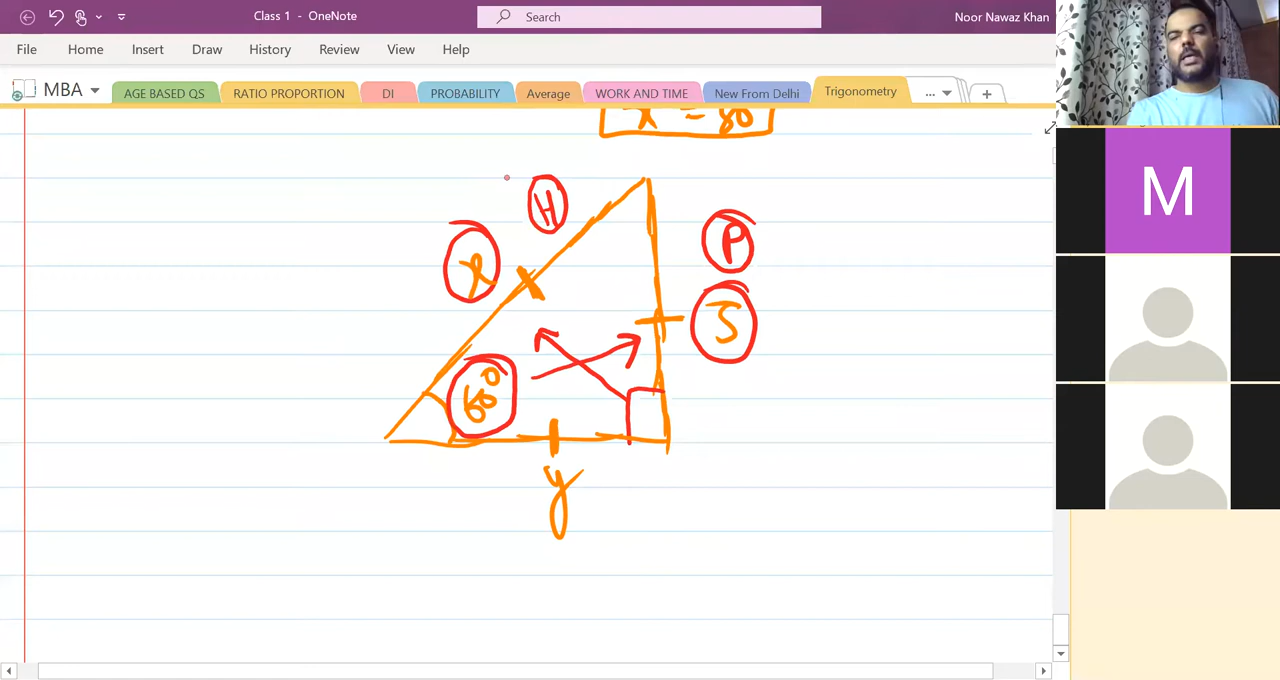 Class 1 - OneNote
Search
Noor Nawaz Khan
File Home Insert Draw History Review View Help
MBA
AGE BASED QS
RATIO PROPORTION
DI
PROBABILITY
Average
WORK AND TIME
New From Delhi
Trigonometry
...
+
x = 80
H
P
x
5
60°
y
M